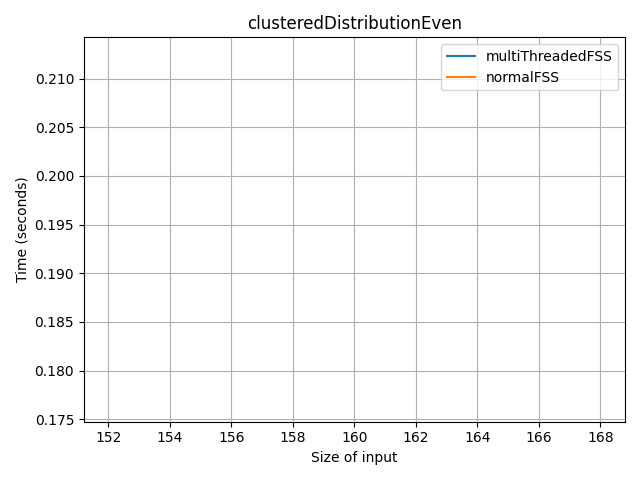 clusteredDistributionEven
multiThreadedFSS
normalFSS
0.210
0.205
0.200
0.195
0.190
0.185
0.180
0.175
Time (seconds)
152 154 156 158 160 162 164 166 168
Size of input